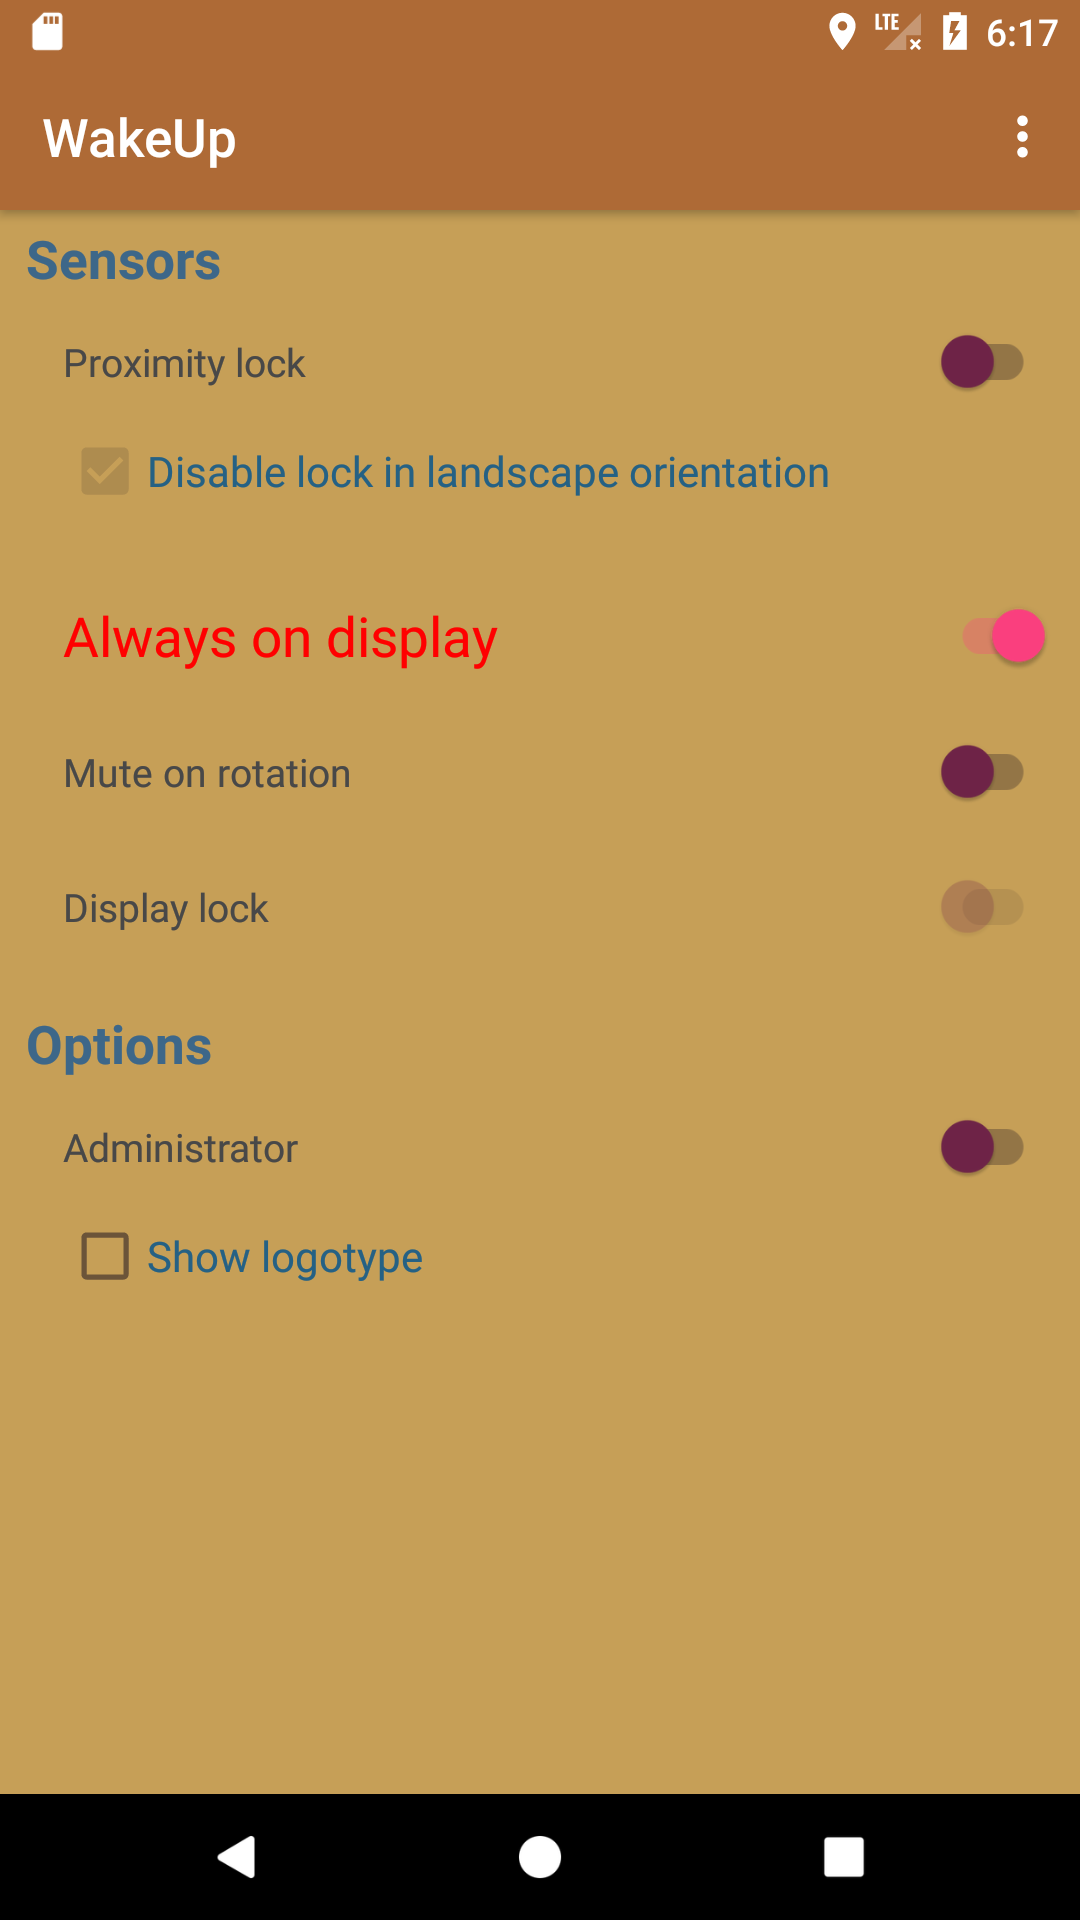 LTE 6:17
WakeUp
Sensors
Proximity lock
Disable lock in landscape orientation
Always on display
Mute on rotation
Display lock
Options
Administrator
Show logotype